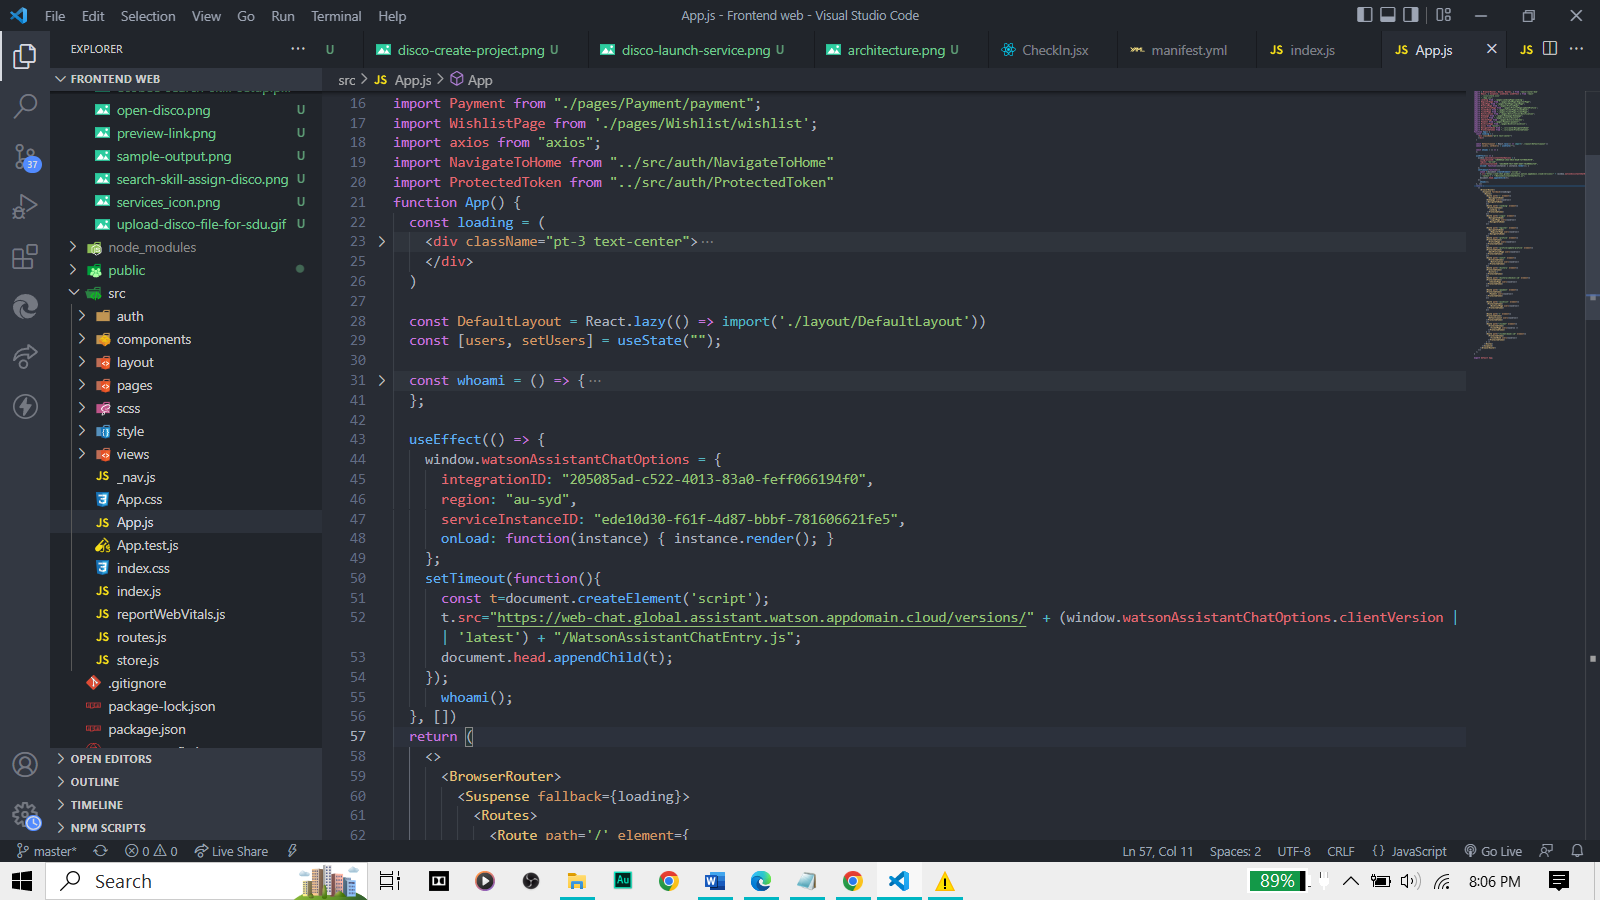 File Edit Selection View Go Run Terminal Help
App.js - Frontend web - Visual Studio Code
EXPLORER
U
disco-create-project.png U
disco-launch-service.png U
architecture.png U
CheckIn.jsx
manifest.yml
JS index.js
JS App.js
JS
FRONTEND WEB
src > JS App.js > App
open-disco.png U
preview-link.png U
sample-output.png U
search-skill-assign-disco.png U
services_icon.png U
upload-disco-file-for-sdu.gif U
node_modules
public
src
auth
components
layout
pages
scss
style
views
JS _nav.js
App.css
JS App.js
App.test.js
index.css
JS index.js
JS reportWebVitals.js
JS routes.js
JS store.js
.gitignore
package-lock.json
package.json
OPEN EDITORS
OUTLINE
TIMELINE
NPM SCRIPTS
37
16 import Payment from "./pages/Payment/payment";
17 import WishlistPage from './pages/Wishlist/wishlist';
18 import axios from "axios";
19 import NavigateToHome from "../src/auth/NavigateToHome"
20 import ProtectedToken from "../src/auth/ProtectedToken"
21 function App() {
22 const loading = (
23 <div className="pt-3 text-center"> ···
25 </div>
26 )
27
28 const DefaultLayout = React.lazy(() => import('./layout/DefaultLayout'))
29 const [users, setUsers] = useState("");
30
31 const whoami = () => { ···
41 };
42
43 useEffect(() => {
44 window.watsonAssistantChatOptions = {
45 integrationID: "205085ad-c522-4013-83a0-feff066194f0",
46 region: "au-syd",
47 serviceInstanceID: "ede10d30-f61f-4d87-bbbf-781606621fe5",
48 onLoad: function(instance) { instance.render(); }
49 };
50 setTimeout(function(){
51 const t=document.createElement('script');
52 t.src="https://web-chat.global.assistant.watson.appdomain.cloud/versions/" + (window.watsonAssistantChatOptions.clientVersion |
| 'latest') + "/WatsonAssistantChatEntry.js";
53 document.head.appendChild(t);
54 });
55 whoami();
56 }, [])
57 return (
58 <>
59 <BrowserRouter>
60 <Suspense fallback={loading}>
61 <Routes>
62 <Route path='/' element={
master* 0 0 Live Share
Ln 57, Col 11 Spaces: 2 UTF-8 CRLF {} JavaScript Go Live
Search
Au
W
89%
8:06 PM